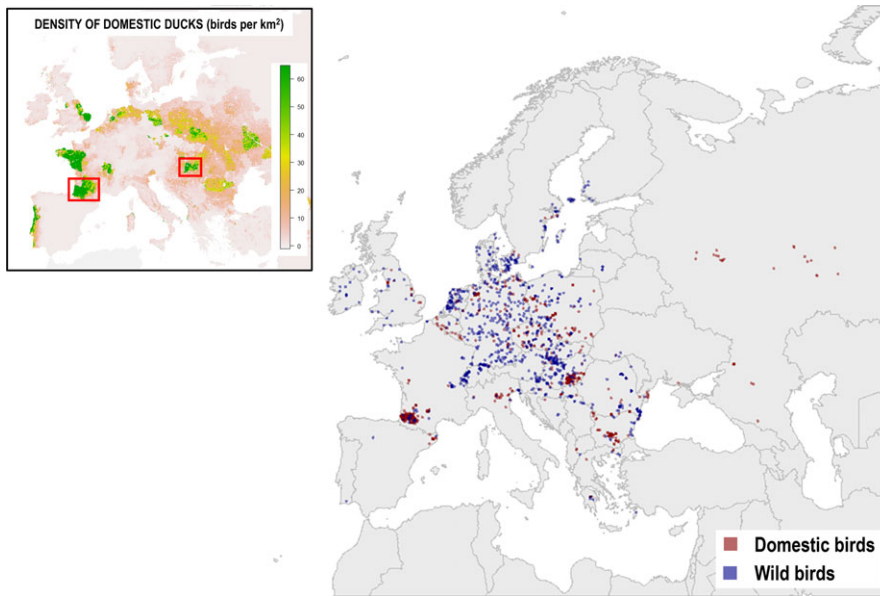 DENSITY OF DOMESTIC DUCKS (birds per km²)
60
50
40
30
20
10
0
Domestic birds
Wild birds